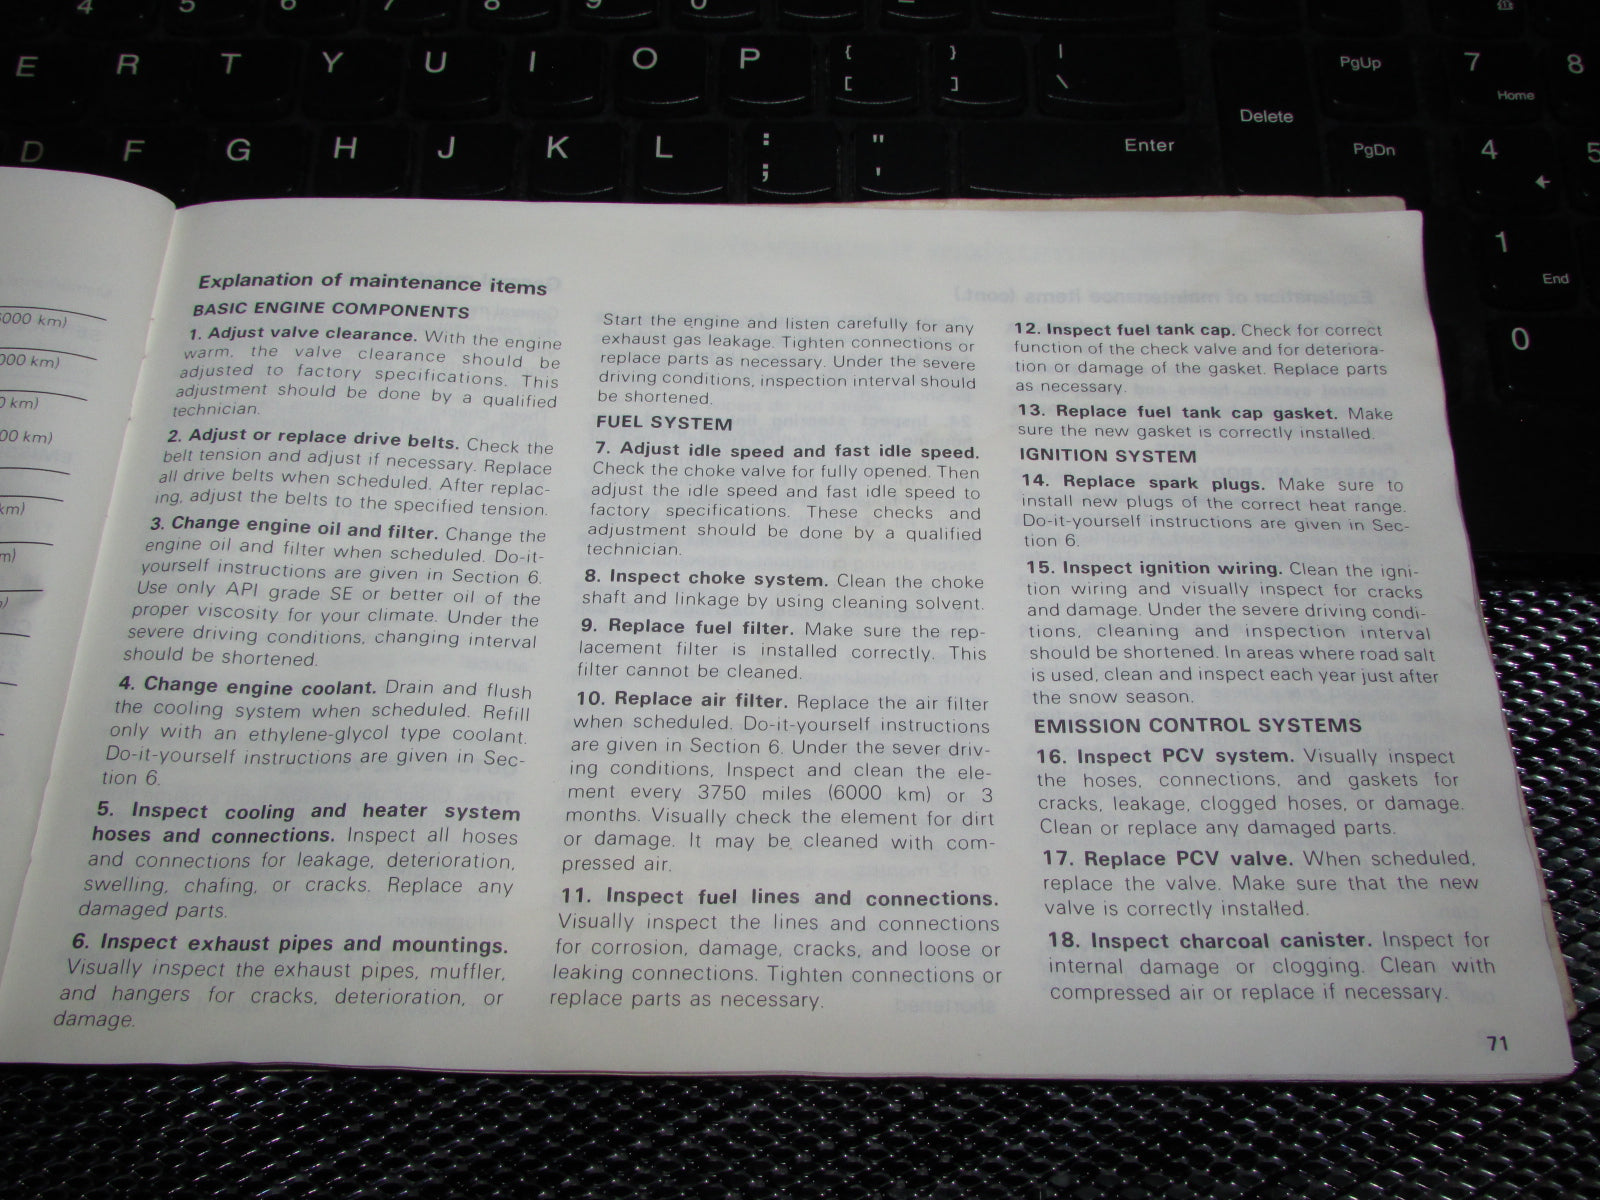 4 5 6 7 8 9 0
E R T Y U I O P { [ } ] | \ PgUp 7 Home 8
Delete
D F G H J K L : ; " ' Enter PgDn 4 5
1 End
0
000 km)
000 km)
0 km)
00 km)
km)
m)
Explanation of maintenance items
BASIC ENGINE COMPONENTS
1. Adjust valve clearance. With the engine
warm, the valve clearance should be
adjusted to factory specifications. This
adjustment should be done by a qualified
technician.
2. Adjust or replace drive belts. Check the
belt tension and adjust if necessary. Replace
all drive belts when scheduled. After replac-
ing, adjust the belts to the specified tension.
3. Change engine oil and filter. Change the
engine oil and filter when scheduled. Do-it-
yourself instructions are given in Section 6.
Use only API grade SE or better oil of the
proper viscosity for your climate. Under the
severe driving conditions, changing interval
should be shortened.
4. Change engine coolant. Drain and flush
the cooling system when scheduled. Refill
only with an ethylene-glycol type coolant.
Do-it-yourself instructions are given in Sec-
tion 6.
5. Inspect cooling and heater system
hoses and connections. Inspect all hoses
and connections for leakage, deterioration,
swelling, chafing, or cracks. Replace any
damaged parts.
6. Inspect exhaust pipes and mountings.
Visually inspect the exhaust pipes, muffler,
and hangers for cracks, deterioration, or
damage.
Start the engine and listen carefully for any
exhaust gas leakage. Tighten connections or
replace parts as necessary. Under the severe
driving conditions, inspection interval should
be shortened.
FUEL SYSTEM
7. Adjust idle speed and fast idle speed.
Check the choke valve for fully opened. Then
adjust the idle speed and fast idle speed to
factory specifications. These checks and
adjustment should be done by a qualified
technician.
8. Inspect choke system. Clean the choke
shaft and linkage by using cleaning solvent.
9. Replace fuel filter. Make sure the rep-
lacement filter is installed correctly. This
filter cannot be cleaned.
10. Replace air filter. Replace the air filter
when scheduled. Do-it-yourself instructions
are given in Section 6. Under the sever driv-
ing conditions, Inspect and clean the ele-
ment every 3750 miles (6000 km) or 3
months. Visually check the element for dirt
or damage. It may be cleaned with com-
pressed air.
11. Inspect fuel lines and connections.
Visually inspect the lines and connections
for corrosion, damage, cracks, and loose or
leaking connections. Tighten connections or
replace parts as necessary.
12. Inspect fuel tank cap. Check for correct
function of the check valve and for deteriora-
tion or damage of the gasket. Replace parts
as necessary.
13. Replace fuel tank cap gasket. Make
sure the new gasket is correctly installed.
IGNITION SYSTEM
14. Replace spark plugs. Make sure to
install new plugs of the correct heat range.
Do-it-yourself instructions are given in Sec-
tion 6.
15. Inspect ignition wiring. Clean the igni-
tion wiring and visually inspect for cracks
and damage. Under the severe driving condi-
tions, cleaning and inspection interval
should be shortened. In areas where road salt
is used, clean and inspect each year just after
the snow season.
EMISSION CONTROL SYSTEMS
16. Inspect PCV system. Visually inspect
the hoses, connections, and gaskets for
cracks, leakage, clogged hoses, or damage.
Clean or replace any damaged parts.
17. Replace PCV valve. When scheduled,
replace the valve. Make sure that the new
valve is correctly installed.
18. Inspect charcoal canister. Inspect for
internal damage or clogging. Clean with
compressed air or replace if necessary.
71